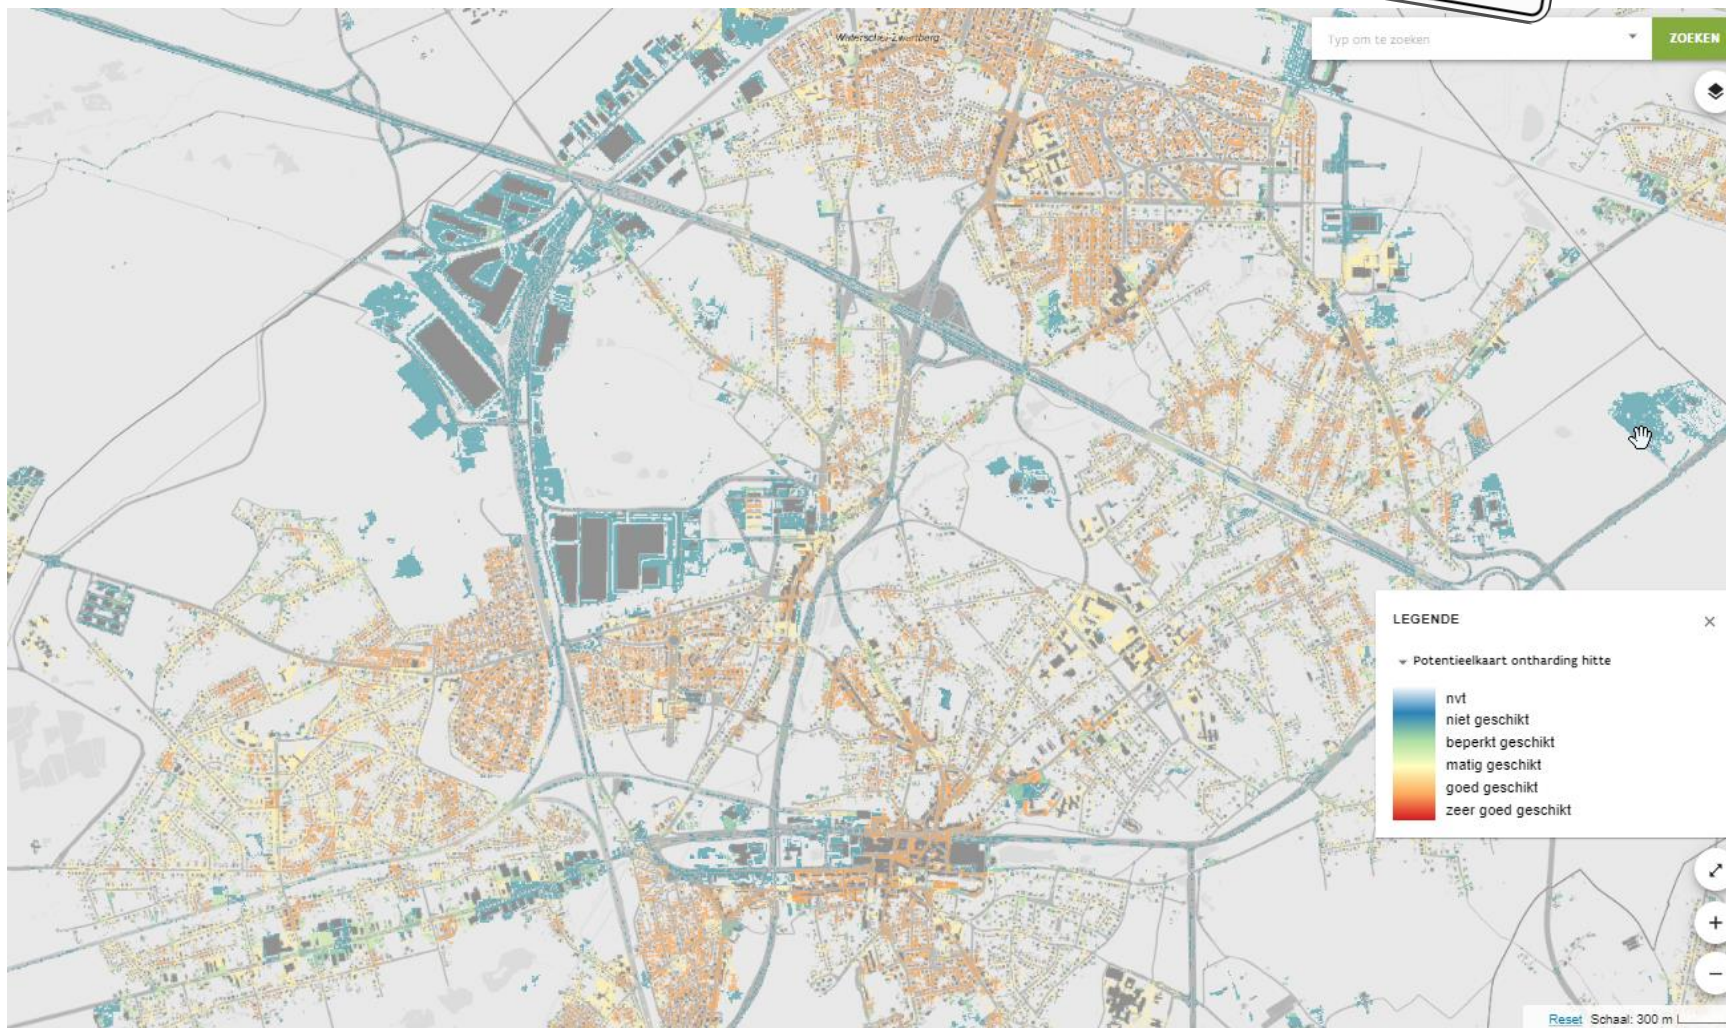 Waterschei-Zwartberg
Typ om te zoeken
ZOEKEN
LEGENDE
Potentieelkaart ontharding hitte
nvt
niet geschikt
beperkt geschikt
matig geschikt
goed geschikt
zeer goed geschikt
Reset Schaal: 300 m